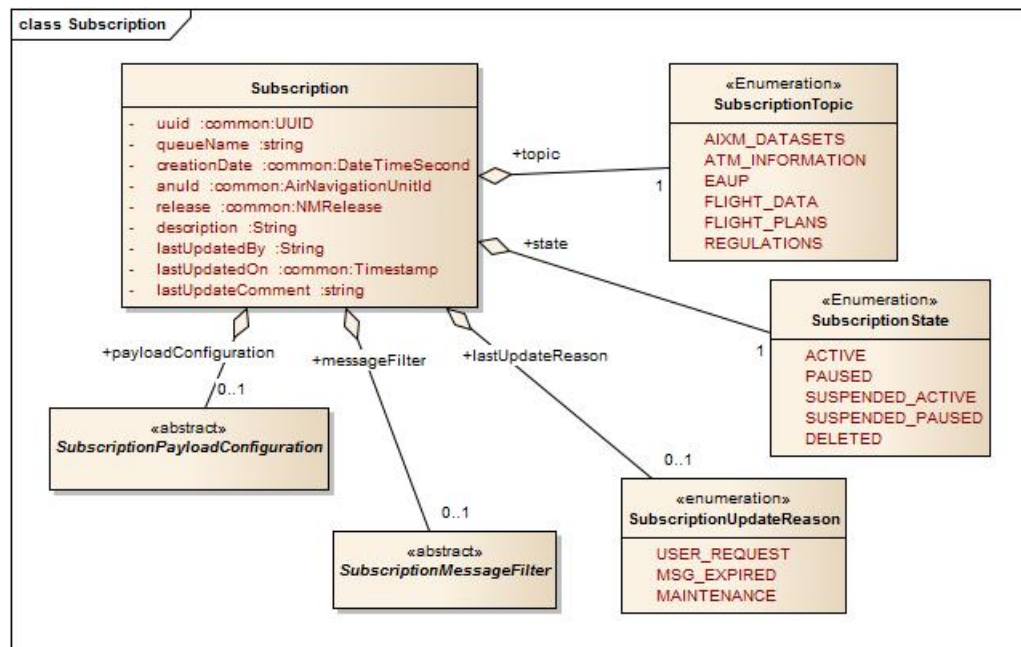 class Subscription
Subscription
- uuid :common:UUID
- queueName :string
- creationDate :common:DateTimeSecond
- anuId :common:AirNavigationUnitId
- release :common:NMRelease
- description :String
- lastUpdatedBy :String
- lastUpdatedOn :common:Timestamp
- lastUpdateComment :string
+topic
1
«Enumeration»
SubscriptionTopic
AIXM_DATASETS
ATM_INFORMATION
EAUP
FLIGHT_DATA
FLIGHT_PLANS
REGULATIONS
+state
1
«Enumeration»
SubscriptionState
ACTIVE
PAUSED
SUSPENDED_ACTIVE
SUSPENDED_PAUSED
DELETED
+payloadConfiguration
0..1
«abstract»
SubscriptionPayloadConfiguration
+messageFilter
0..1
«abstract»
SubscriptionMessageFilter
+lastUpdateReason
0..1
«enumeration»
SubscriptionUpdateReason
USER_REQUEST
MSG_EXPIRED
MAINTENANCE